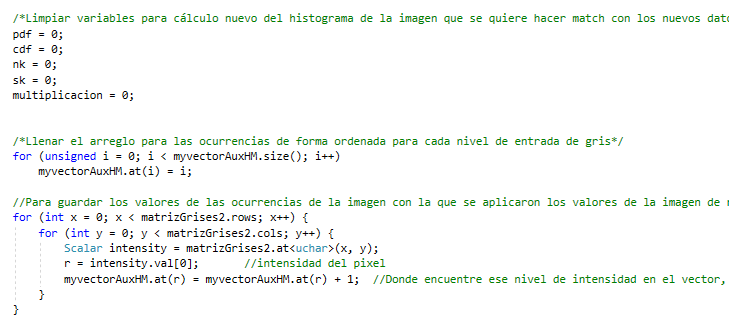 /*Limpiar variables para cálculo nuevo del histograma de la imagen que se quiere hacer match con los nuevos
pdf = 0;
cdf = 0;
nk = 0;
sk = 0;
multiplicacion = 0;
/*Llenar el arreglo para las ocurrencias de forma ordenada para cada nivel de entrada de gris*/
for (unsigned i = 0; i < myvectorAuxHM.size(); i++)
myvectorAuxHM.at(i) = i;
//Para guardar los valores de las ocurrencias de la imagen con la que se aplicaron los valores de la imagen de
for (int x = 0; x < matrizGrises2.rows; x++) {
for (int y = 0; y < matrizGrises2.cols; y++) {
Scalar intensity = matrizGrises2.at<uchar>(x, y);
r = intensity.val[0]; //intensidad del pixel
myvectorAuxHM.at(r) = myvectorAuxHM.at(r) + 1; //Donde encuentre ese nivel de intensidad en el vector,
}
}